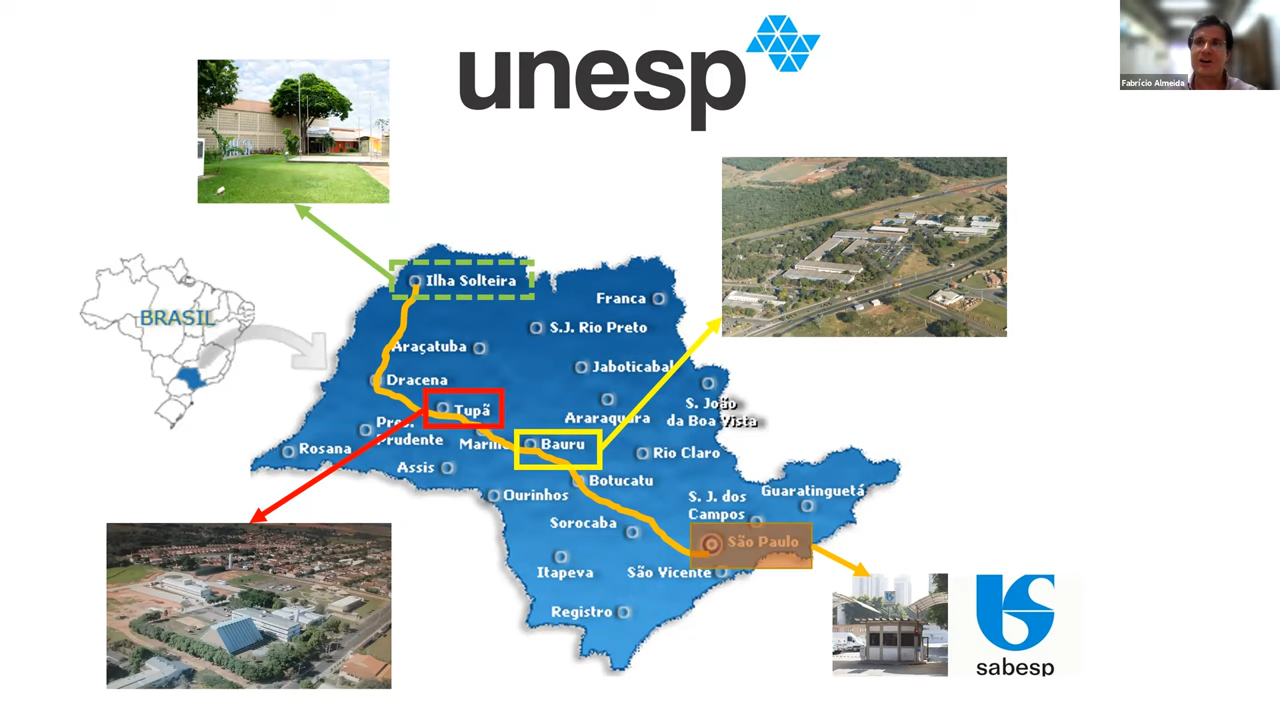 unesp
Fabrício Almeida
BRASIL
Ilha Solteira
Franca
S.J. Rio Preto
Araçatuba
Jaboticabal
Dracena
S. João
da Boa Vista
Tupã
Araraquara
Pres.
Prudente
Marília
Bauru
Rosana
Rio Claro
Assis
Botucatu
Ourinhos
Guaratinguetá
S. J. dos
Campos
Sorocaba
São Paulo
Itapeva
São Vicente
Registro
sabesp